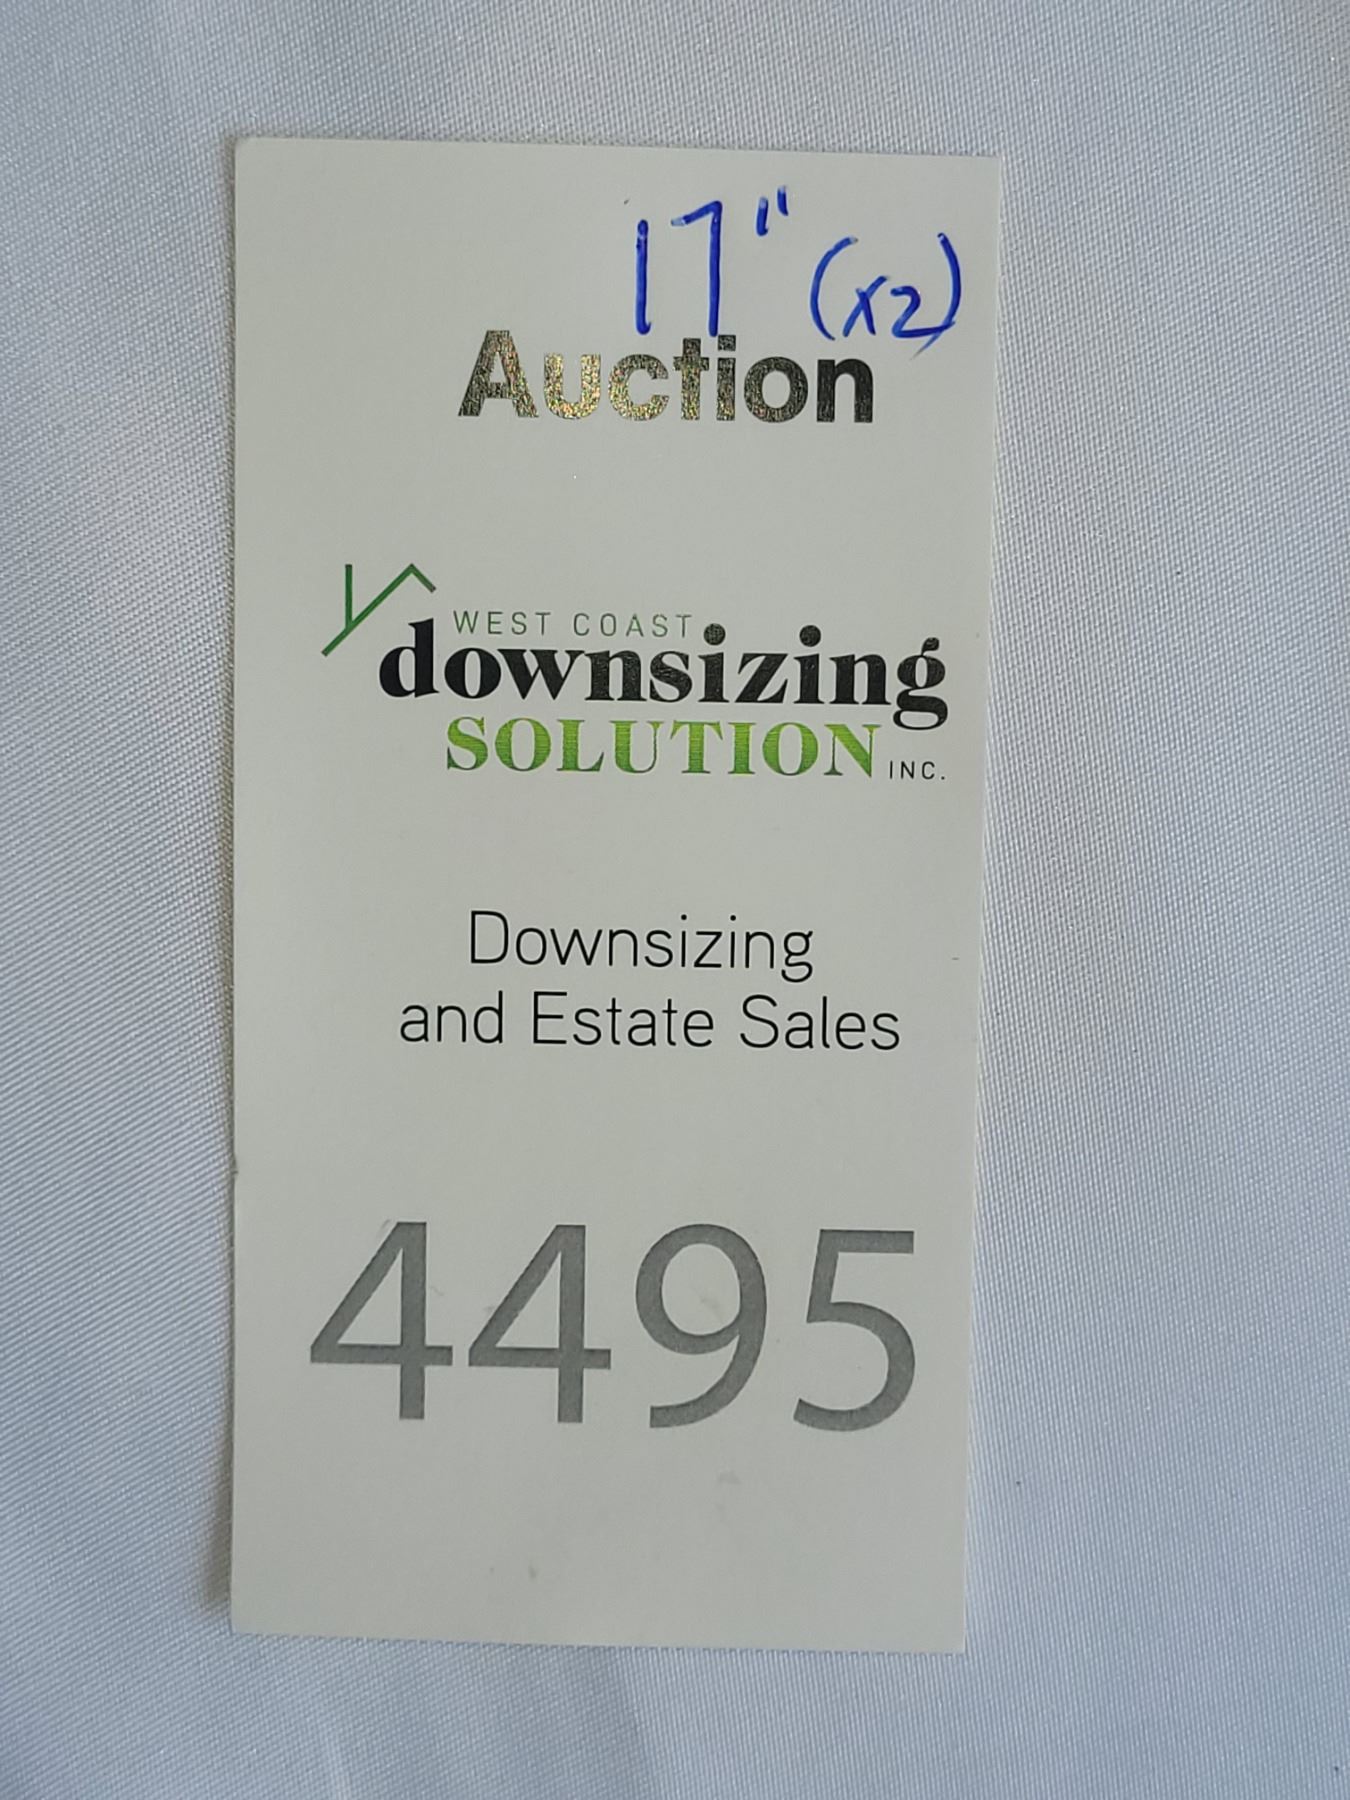 17" (x2)
Auction
WEST COAST
downsizing
SOLUTION INC.
Downsizing
and Estate Sales
4495